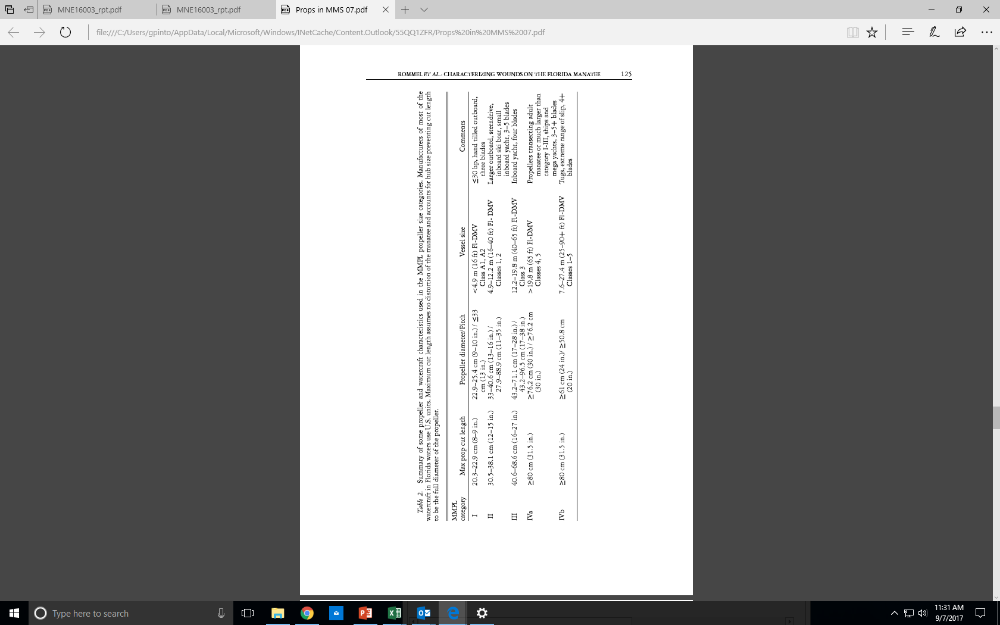 MNE16003_rpt.pdf
MNE16003_rpt.pdf
Props in MMS 07.pdf
file:///C:/Users/gpinto/AppData/Local/Microsoft/Windows/INetCache/Content.Outlook/55QQ1ZFR/Props%20in%20MMS%2007.pdf
ROMMEL ET AL.: CHARACTERIZING WOUNDS ON THE FLORIDA MANATEE 125
Table 2. Summary of some propeller and watercraft characteristics used in the MMPL propeller size categories. Manufacturers of most of the
watercraft in Florida waters use U.S. units. Maximum cut length assumes no distortion of the manatee and accounts for hub size preventing cut length
to be the full diameter of the propeller.
MMPL
category Max prop cut length Propeller diameter/Pitch Vessel size Comments
I 20.3–22.9 cm (8–9 in.) 22.9–25.4 cm (9–10 in.) / ≤33 <4.9 m (16 ft) Fl-DMV ≤30 hp, hand tilled outboard,
cm (13 in.) Class A1, A2 three blades
II 30.5–38.1 cm (12–15 in.) 33–40.6 cm (13–16 in.) / 4.9–12.2 m (16–40 ft) Fl- DMV Larger outboard, sterndrive,
27.9–88.9 cm (11–35 in.) Classes 1, 2 inboard ski boat, small
inboard yacht, 3–5 blades
III 40.6–68.6 cm (16–27 in.) 43.2–71.1 cm (17–28 in.) / 12.2–19.8 m (40–65 ft) Fl-DMV Inboard yacht, four blades
43.2–96.5 cm (17–38 in.) Class 3
IVa ≥80 cm (31.5 in.) ≥76.2 cm (30 in.) / ≥76.2 cm >19.8 m (65 ft) Fl-DMV Propellers transecting adult
(30 in.) Classes 4, 5 manatee or much larger than
category I-III, ships and
mega yachts, 3–5+ blades
IVb ≥80 cm (31.5 in.) ≥61 cm (24 in.)/ ≥50.8 cm 7.6–27.4 m (25–90+ ft) Fl-DMV Tugs, extreme range of slip, 4+
(20 in.) Classes 1–5 blades
Type here to search
11:31 AM
9/7/2017